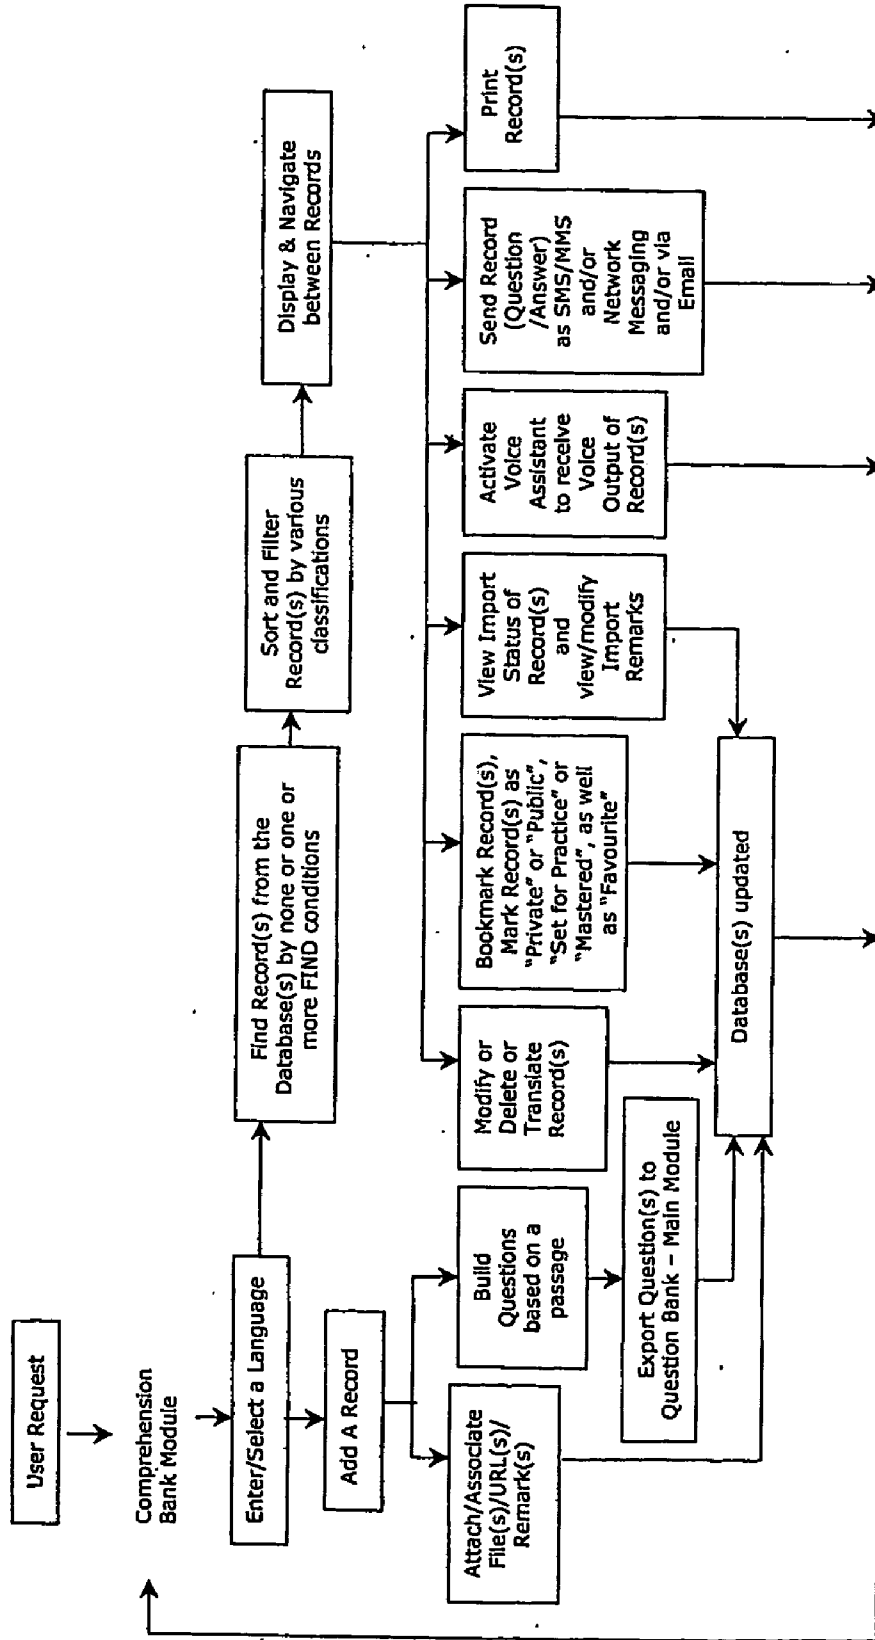 User Request
Comprehension
Bank Module
Enter/Select a Language
Add A Record
Find Record(s) from the
Database(s) by none or one or
more FIND conditions
Sort and Filter
Record(s) by various
classifications
Display & Navigate
between Records
Attach/Associate
File(s)/URL(s)/
Remark(s)
Build
Questions
based on a
passage
Modify or
Delete or
Translate
Record(s)
Bookmark Record(s),
Mark Record(s) as
"Private" or "Public",
"Set for Practice" or
"Mastered", as well
as "Favourite"
View Import
Status of
Record(s)
and
view/modify
Import
Remarks
Activate
Voice
Assistant
to receive
Voice
Output of
Record(s)
Send Record
(Question
/Answer)
as SMS/MMS
and/or
Network
Messaging
and/or via
Email
Print
Record(s)
Export Question(s) to
Question Bank – Main Module
Database(s) updated